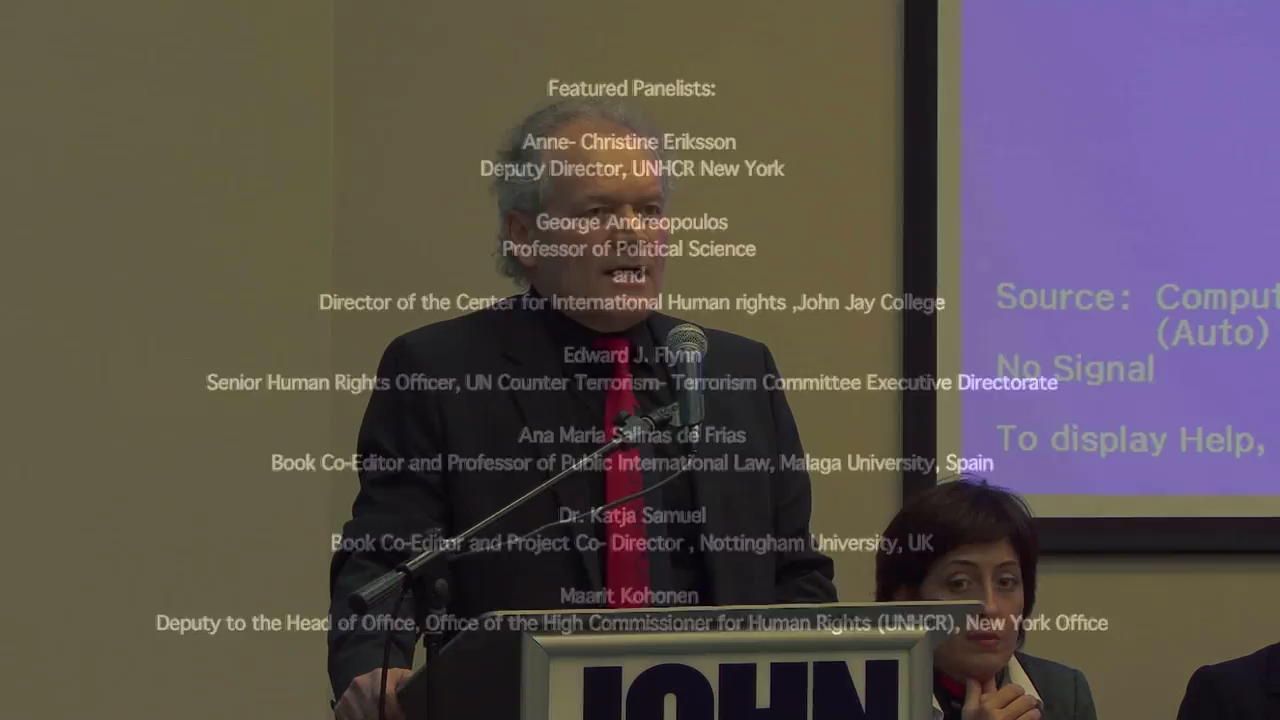 Featured Panelists:
Anne- Christine Eriksson
Deputy Director, UNHCR New York
George Andreopoulos
Professor of Political Science
and
Director of the Center for International Human rights ,John Jay College
Edward J. Flynn
Senior Human Rights Officer, UN Counter Terrorism- Terrorism Committee Executive Directorate
Ana Maria Salinas de Frias
Book Co-Editor and Professor of Public International Law, Malaga University, Spain
Dr. Katja Samuel
Book Co-Editor and Project Co- Director , Nottingham University, UK
Maarit Kohonen
Deputy to the Head of Office, Office of the High Commissioner for Human Rights (UNHCR), New York Office
Source: Comput
(Auto)
No Signal
To display Help,
JOHN